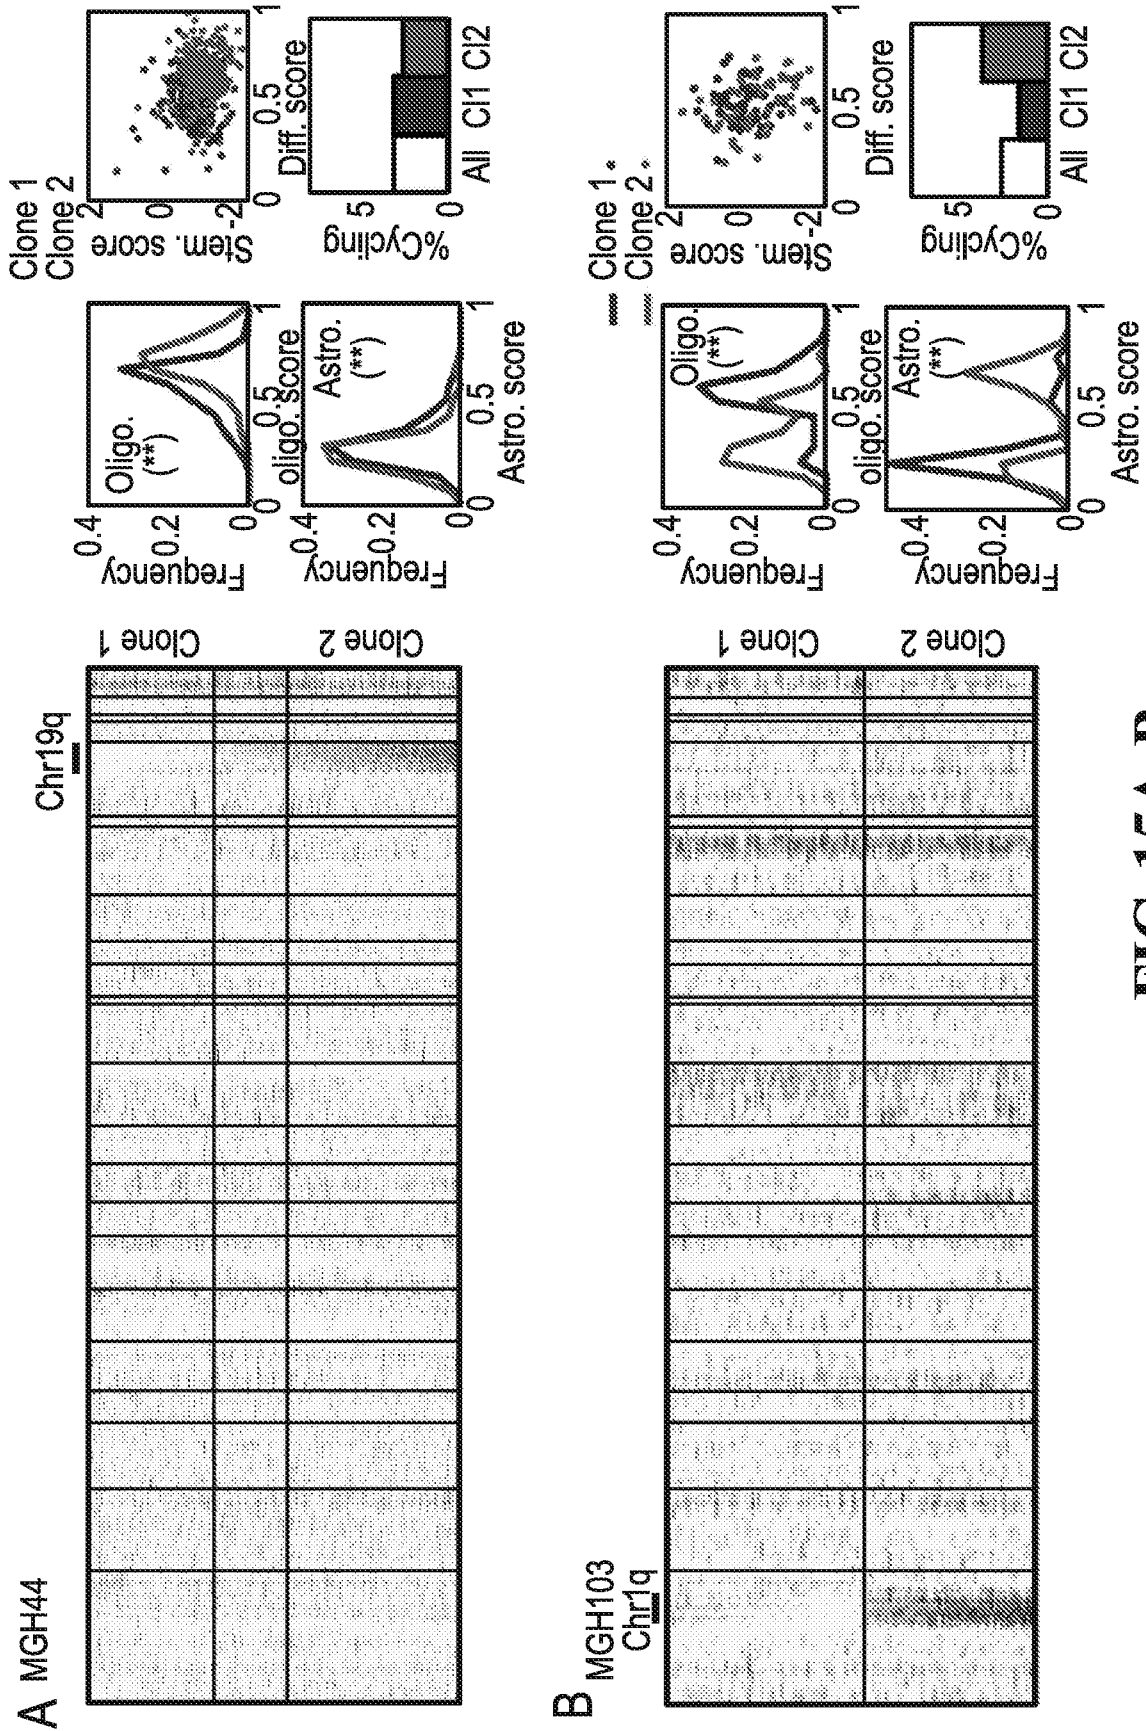 A MGH44
Chr19q
Clone 1
Clone 2
Frequency
0.4
0.2
0
Oligo.
(**)
0
0.5
1
oligo. score
Frequency
0.4
0.2
0
Astro.
(**)
0
0.5
1
Astro. score
Clone 1
Clone 2
Stem. score
2
0
-2
0
0.5
1
Diff. score
%Cycling
5
0
All Cl1 Cl2
B MGH103
Chr1q
Clone 1
Clone 2
Frequency
0.4
0.2
0
Oligo.
(**)
0
0.5
1
oligo. score
Frequency
0.4
0.2
0
Astro.
(**)
0
0.5
1
Astro. score
Clone 1
Clone 2
Stem. score
2
0
-2
0
0.5
1
Diff. score
%Cycling
5
0
All Cl1 Cl2